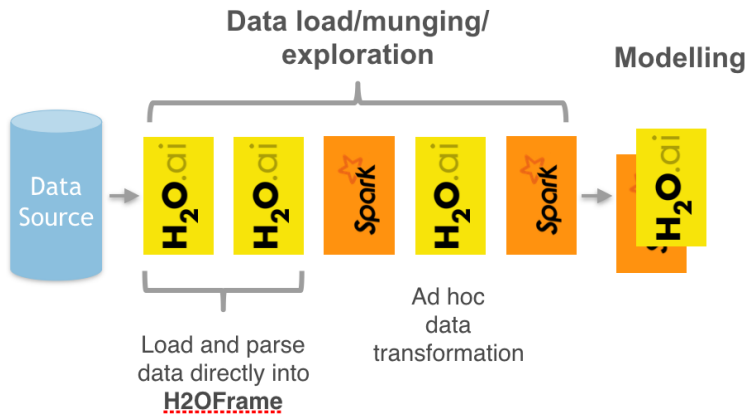 Data load/munging/
exploration
Modelling
Data
Source
H2O.ai
H2O.ai
Spark
H2O.ai
Spark
H2O.ai
Load and parse
data directly into
H2OFrame
Ad hoc
data
transformation